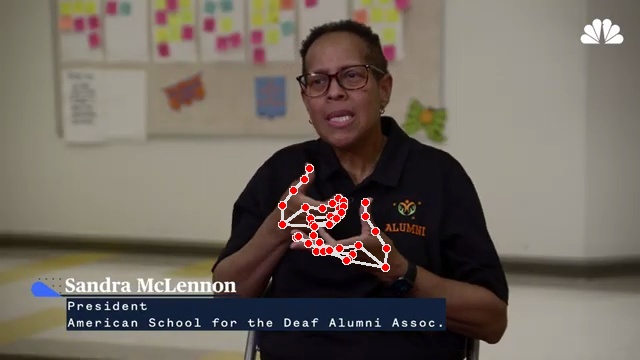 ALUMNI
Sandra McLennon
President
American School for the Deaf Alumni Assoc.